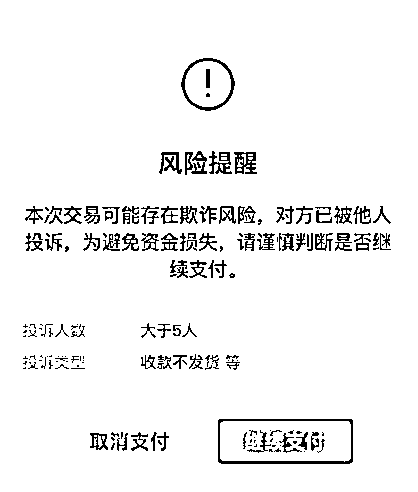 风险提醒
本次交易可能存在欺诈风险，对方已被他人
投诉，为避免资金损失，请谨慎判断是否继
续支付。
投诉人数 大于5人
投诉类型 收款不发货 等
取消支付 继续支付